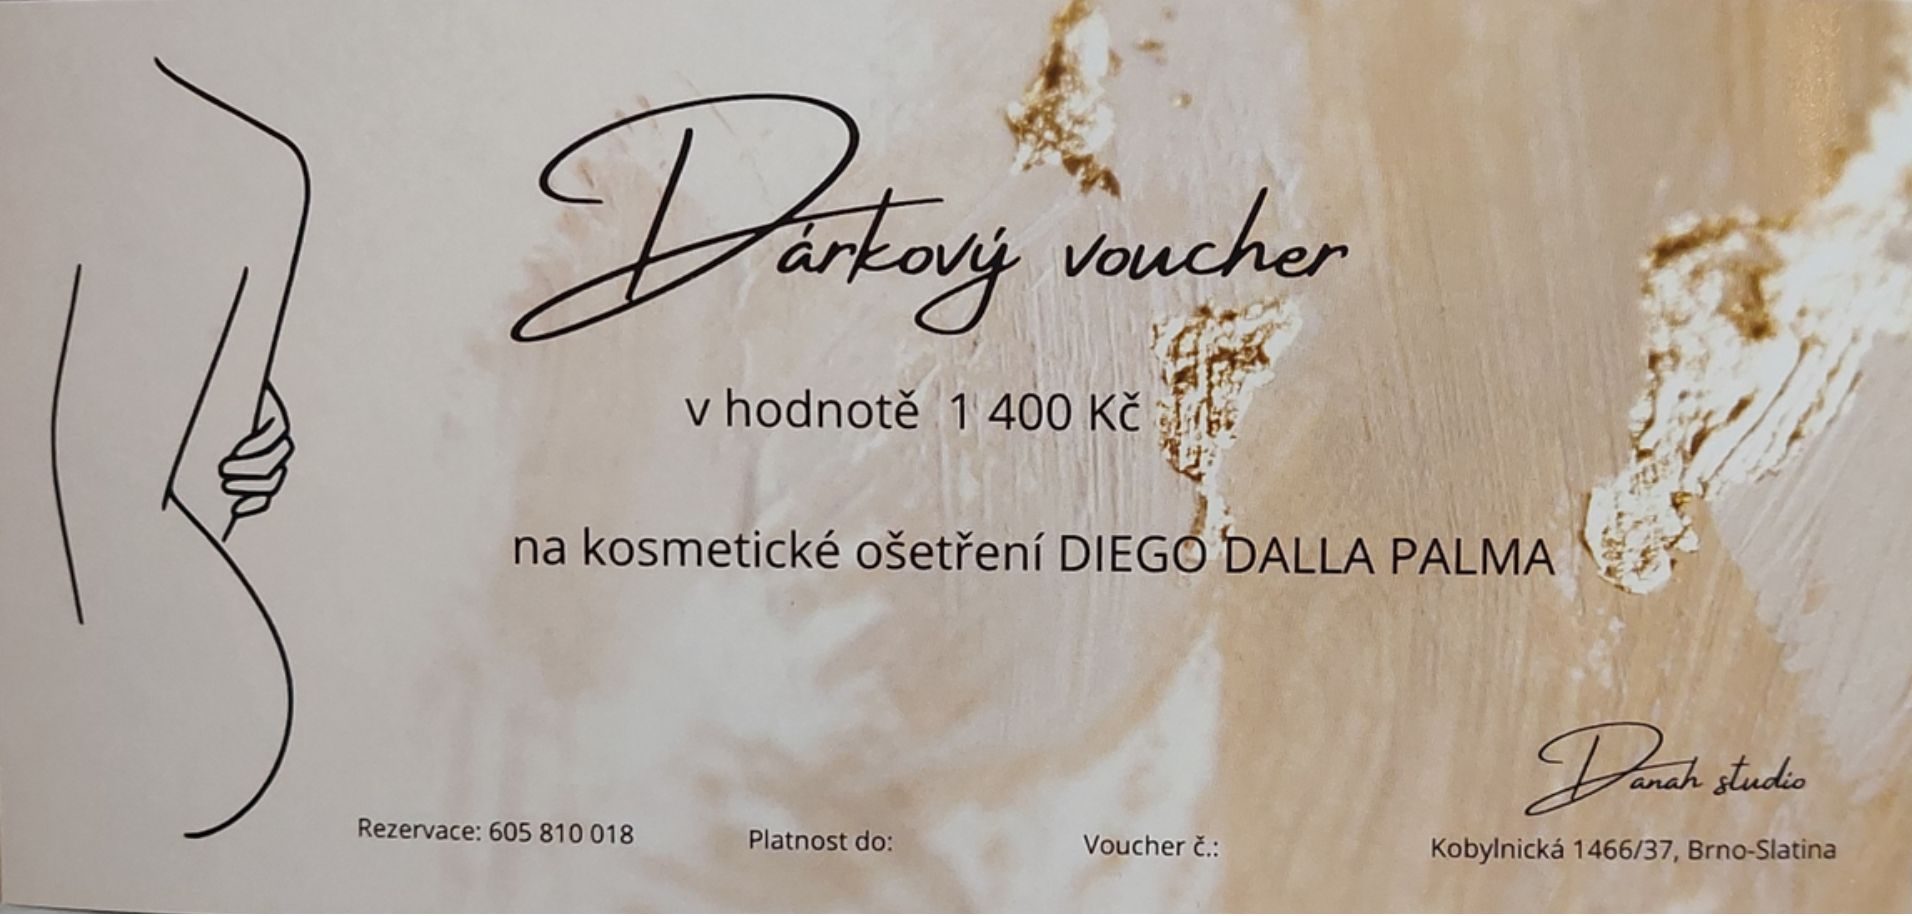 Dárkový voucher
v hodnotě 1 400 Kč
na kosmetické ošetření DIEGO DALLA PALMA
Danah studio
Rezervace: 605 810 018
Platnost do:
Voucher č.:
Kobylnická 1466/37, Brno-Slatina